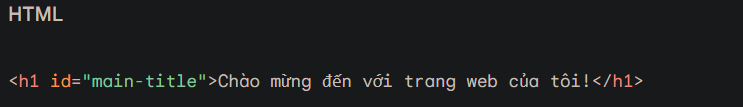 HTML
<h1 id="main-title">Chào mừng đến với trang web của tôi!</h1>